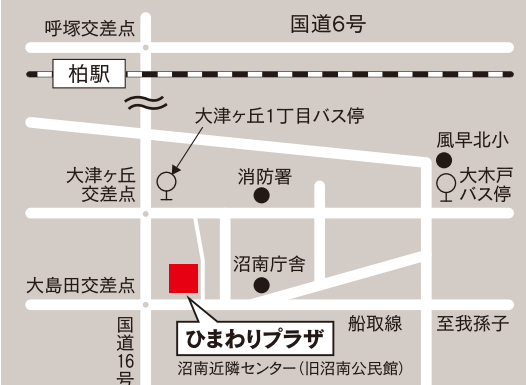 国道6号
呼塚交差点
柏駅
大津ヶ丘1丁目バス停
風早北小
大津ヶ丘
交差点
消防署
大木戸
バス停
沼南庁舎
大島田交差点
国道16号
ひまわりプラザ
船取線
至我孫子
沼南近隣センター（旧沼南公民館）